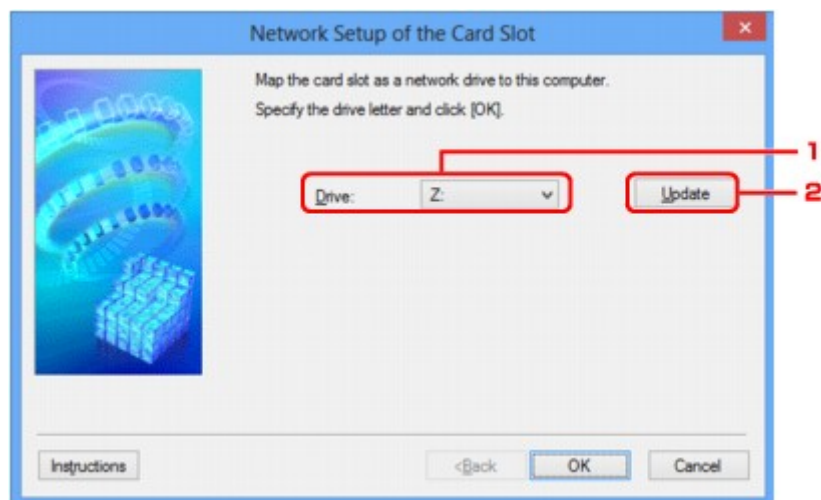 Network Setup of the Card Slot
Map the card slot as a network drive to this computer.
Specify the drive letter and click [OK].
1
Drive: Z: Update
2
Instructions <Back OK Cancel